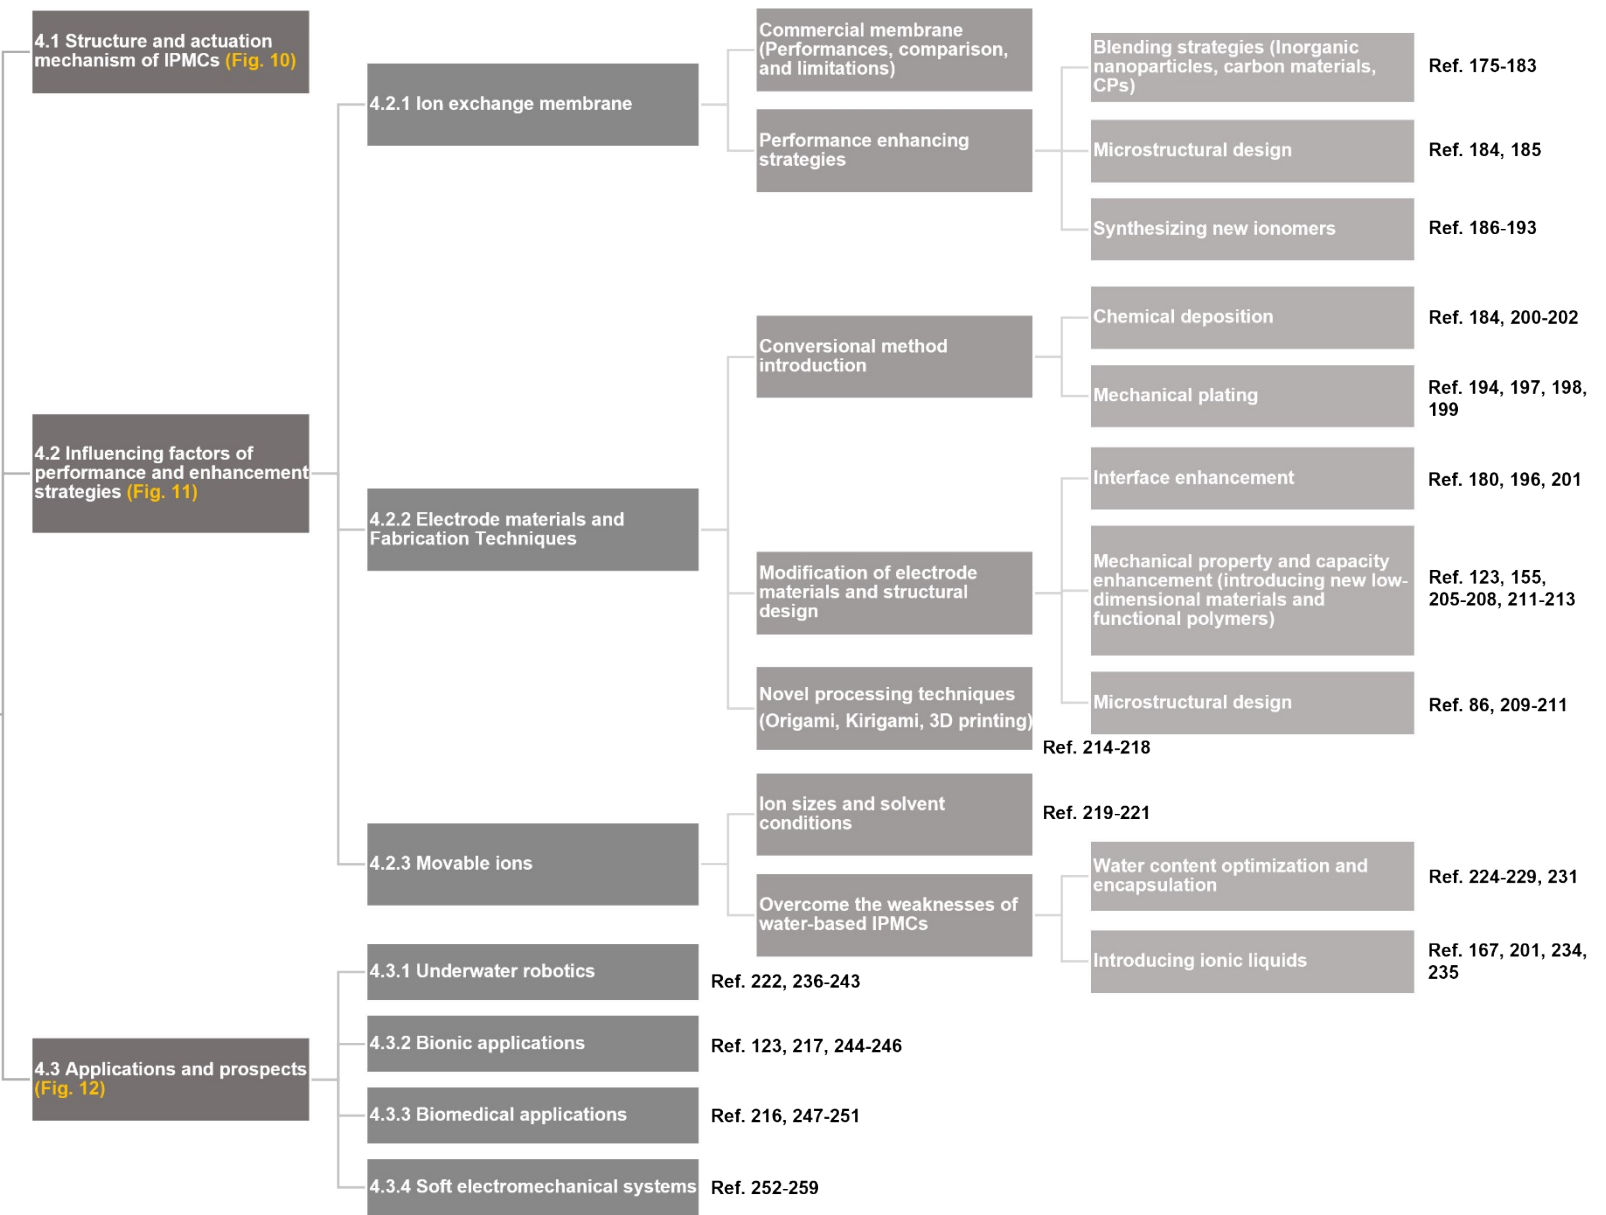 4.1 Structure and actuation
mechanism of IPMCs (Fig. 10)
4.2.1 Ion exchange membrane
Commercial membrane
(Performances, comparison,
and limitations)
Performance enhancing
strategies
Blending strategies (Inorganic
nanoparticles, carbon materials,
CPs)
Ref. 175-183
Microstructural design
Ref. 184, 185
Synthesizing new ionomers
Ref. 186-193
4.2 Influencing factors of
performance and enhancement
strategies (Fig. 11)
4.2.2 Electrode materials and
Fabrication Techniques
Conversional method
introduction
Chemical deposition
Ref. 184, 200-202
Mechanical plating
Ref. 194, 197, 198,
199
Modification of electrode
materials and structural
design
Interface enhancement
Ref. 180, 196, 201
Mechanical property and capacity
enhancement (introducing new low-
dimensional materials and
functional polymers)
Ref. 123, 155,
205-208, 211-213
Microstructural design
Ref. 86, 209-211
Novel processing techniques
(Origami, Kirigami, 3D printing)
Ref. 214-218
4.2.3 Movable ions
Ion sizes and solvent
conditions
Ref. 219-221
Overcome the weaknesses of
water-based IPMCs
Water content optimization and
encapsulation
Ref. 224-229, 231
Introducing ionic liquids
Ref. 167, 201, 234,
235
4.3 Applications and prospects
(Fig. 12)
4.3.1 Underwater robotics
Ref. 222, 236-243
4.3.2 Bionic applications
Ref. 123, 217, 244-246
4.3.3 Biomedical applications
Ref. 216, 247-251
4.3.4 Soft electromechanical systems
Ref. 252-259